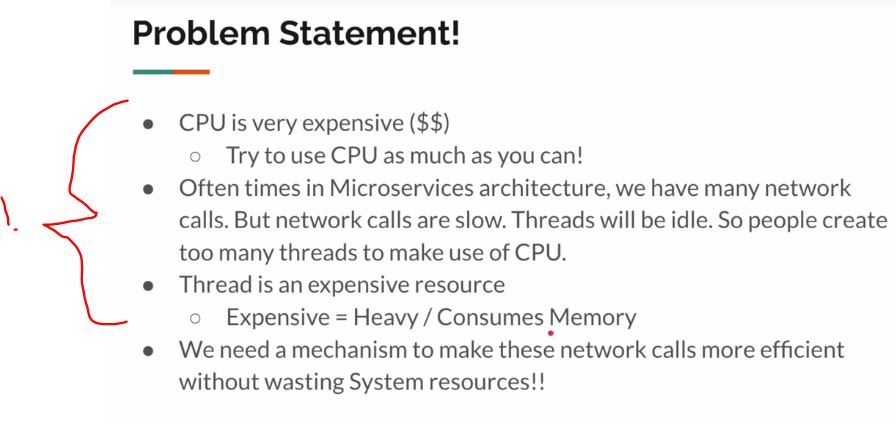 Problem Statement!
● CPU is very expensive ($$)
○ Try to use CPU as much as you can!
● Often times in Microservices architecture, we have many network
calls. But network calls are slow. Threads will be idle. So people create
too many threads to make use of CPU.
● Thread is an expensive resource
○ Expensive = Heavy / Consumes Memory
● We need a mechanism to make these network calls more efficient
without wasting System resources!!